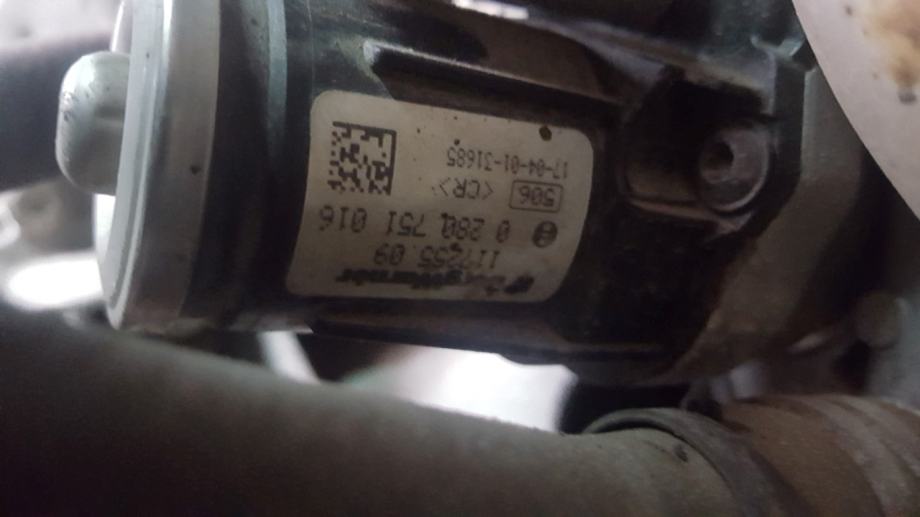 BorgWarner
117255.09
0 280 751 016
506 <CR>
17-04-01-31685